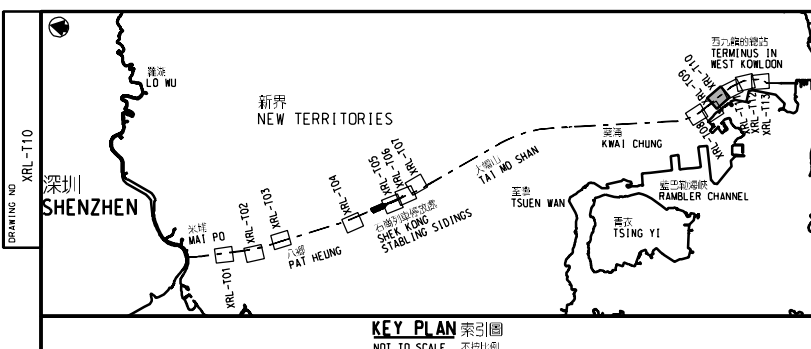 DRAWING NO XRL-T10
羅湖
LO WU
新界
NEW TERRITORIES
深圳
SHENZHEN
米埔
MAI PO
XRL-T01
XRL-T02
XRL-T03
八鄉
PAT HEUNG
XRL-T04
XRL-T05
XRL-T06
XRL-T07
石崗列車停放處
SHEK KONG
STABLING SIDINGS
大帽山
TAI MO SHAN
荃灣
TSUEN WAN
葵涌
KWAI CHUNG
藍巴勒海峽
RAMBLER CHANNEL
青衣
TSING YI
西九龍的總站
TERMINUS IN
WEST KOWLOON
XRL-T08
XRL-T09
XRL-T10
XRL-T12
XRL-T13
KEY PLAN 索引圖
NOT TO SCALE 不按比例